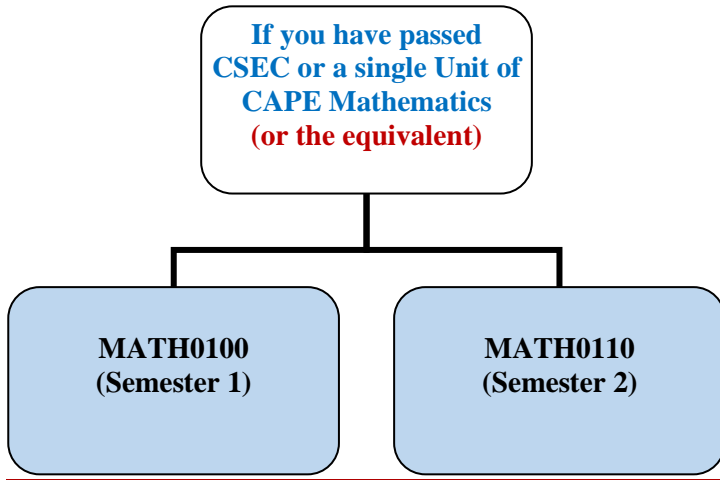 If you have passed
CSEC or a single Unit of
CAPE Mathematics
(or the equivalent)
MATH0100
(Semester 1)
MATH0110
(Semester 2)